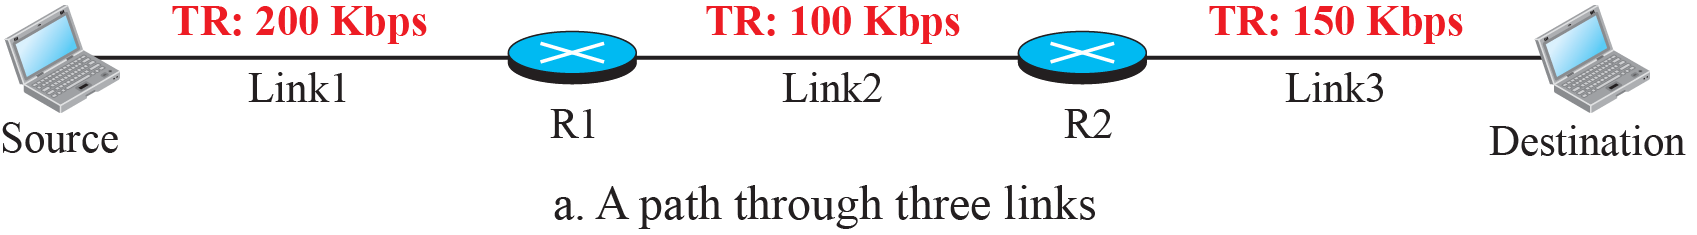 TR: 200 Kbps TR: 100 Kbps TR: 150 Kbps
Link1 Link2 Link3
R1 R2
Source Destination
a. A path through three links